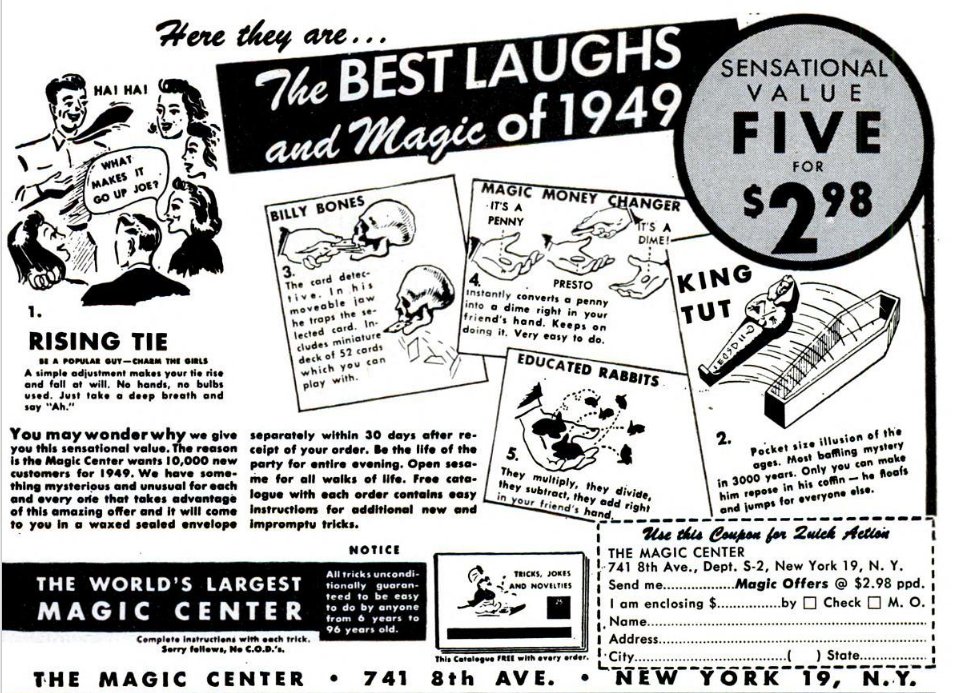 Here they are...
The BEST LAUGHS
and Magic of 1949
SENSATIONAL
VALUE
FIVE
FOR
$2.98
HA! HA!
WHAT
MAKES IT
GO UP JOE?
1.
RISING TIE
BE A POPULAR GUY—CHARM THE GIRLS
A simple adjustment makes your tie rise
and fall at will. No hands, no bulbs
used. Just take a deep breath and
say "Ah."
BILLY BONES
3.
The card detec-
tive. In his
moveable jaw
he traps the se-
lected card. In-
cludes miniature
deck of 52 cards
which you can
play with.
MAGIC MONEY CHANGER
IT'S A
PENNY
IT'S A
DIME!
PRESTO
4.
Instantly converts a penny
into a dime right in your
friend's hand. Keeps on
doing it. Very easy to do.
KING
TUT
2.
Pocket size illusion of the
ages. Most baffling mystery
in 3000 years. Only you can make
him repose in his coffin — he floats
and jumps for everyone else.
EDUCATED RABBITS
5.
They multiply, they divide,
they subtract, they add right
in your friend's hand.
You may wonder why we give
you this sensational value. The reason
is the Magic Center wants 10,000 new
customers for 1949. We have some-
thing mysterious and unusual for each
and every one that takes advantage
of this amazing offer and it will come
to you in a waxed sealed envelope
separately within 30 days after re-
ceipt of your order. Be the life of the
party for entire evening. Open sesa-
me for all walks of life. Free cata-
logue with each order contains easy
instructions for additional new and
impromptu tricks.
NOTICE
All tricks uncondi-
tionally guaran-
teed to be easy
to do by anyone
from 6 years to
96 years old.
THE WORLD'S LARGEST
MAGIC CENTER
Complete instructions with each trick.
Sorry fellows, No C.O.D.'s.
TRICKS, JOKES
AND NOVELTIES
25
This Catalogue FREE with every order.
Use this Coupon for Quick Action
THE MAGIC CENTER
741 8th Ave., Dept. S-2, New York 19, N. Y.
Send me...............Magic Offers @ $2.98 ppd.
I am enclosing $..............by □ Check □ M. O.
Name
Address
City ( ) State
THE MAGIC CENTER • 741 8th AVE. • NEW YORK 19, N.Y.